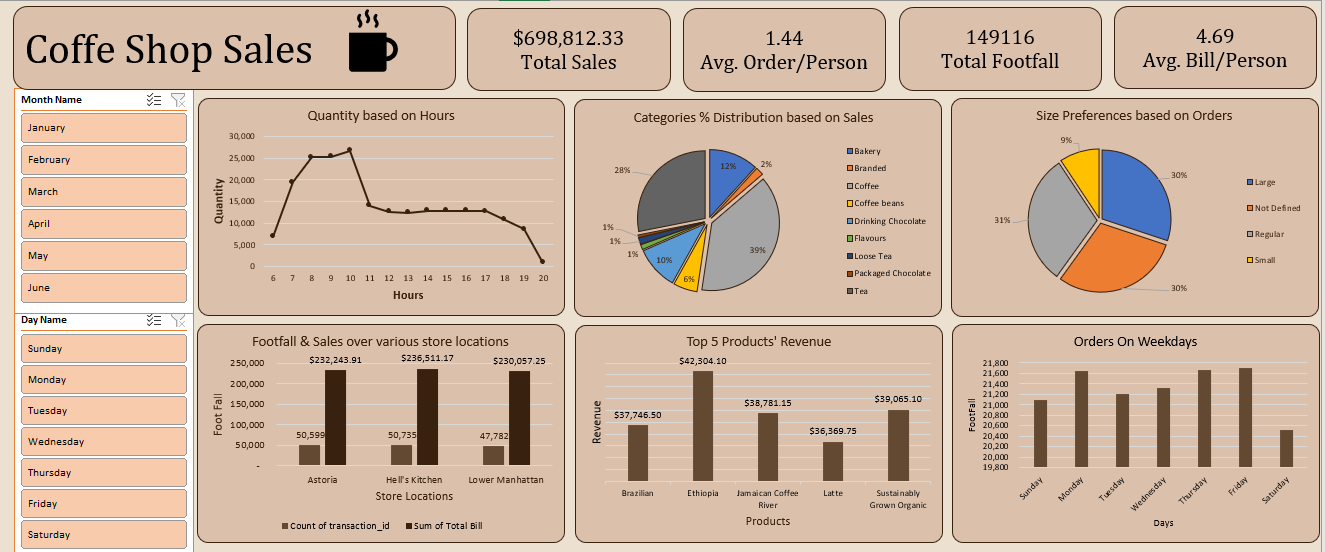 Coffe Shop Sales
$698,812.33
Total Sales
1.44
Avg. Order/Person
149116
Total Footfall
4.69
Avg. Bill/Person
Month Name
January
February
March
April
May
June
Day Name
Sunday
Monday
Tuesday
Wednesday
Thursday
Friday
Saturday
Quantity based on Hours
Quantity
30,000
25,000
20,000
15,000
10,000
5,000
0
6 7 8 9 10 11 12 13 14 15 16 17 18 19 20
Hours
Categories % Distribution based on Sales
12%
2%
39%
6%
10%
1%
1%
1%
28%
Bakery
Branded
Coffee
Coffee beans
Drinking Chocolate
Flavours
Loose Tea
Packaged Chocolate
Tea
Size Preferences based on Orders
30%
30%
31%
9%
Large
Not Defined
Regular
Small
Footfall & Sales over various store locations
Foot Fall
250,000
200,000
150,000
100,000
50,000
-
$232,243.91
$236,511.17
$230,057.25
50,599
50,735
47,782
Astoria Hell's Kitchen Lower Manhattan
Store Locations
Count of transaction_id Sum of Total Bill
Top 5 Products' Revenue
Revenue
$37,746.50
$42,304.10
$38,781.15
$36,369.75
$39,065.10
Brazilian
Ethiopia
Jamaican Coffee
River
Latte
Sustainably
Grown Organic
Products
Orders On Weekdays
FootFall
21,800
21,600
21,400
21,200
21,000
20,800
20,600
20,400
20,200
20,000
19,800
Sunday
Monday
Tuesday
Wednesday
Thursday
Friday
Saturday
Days